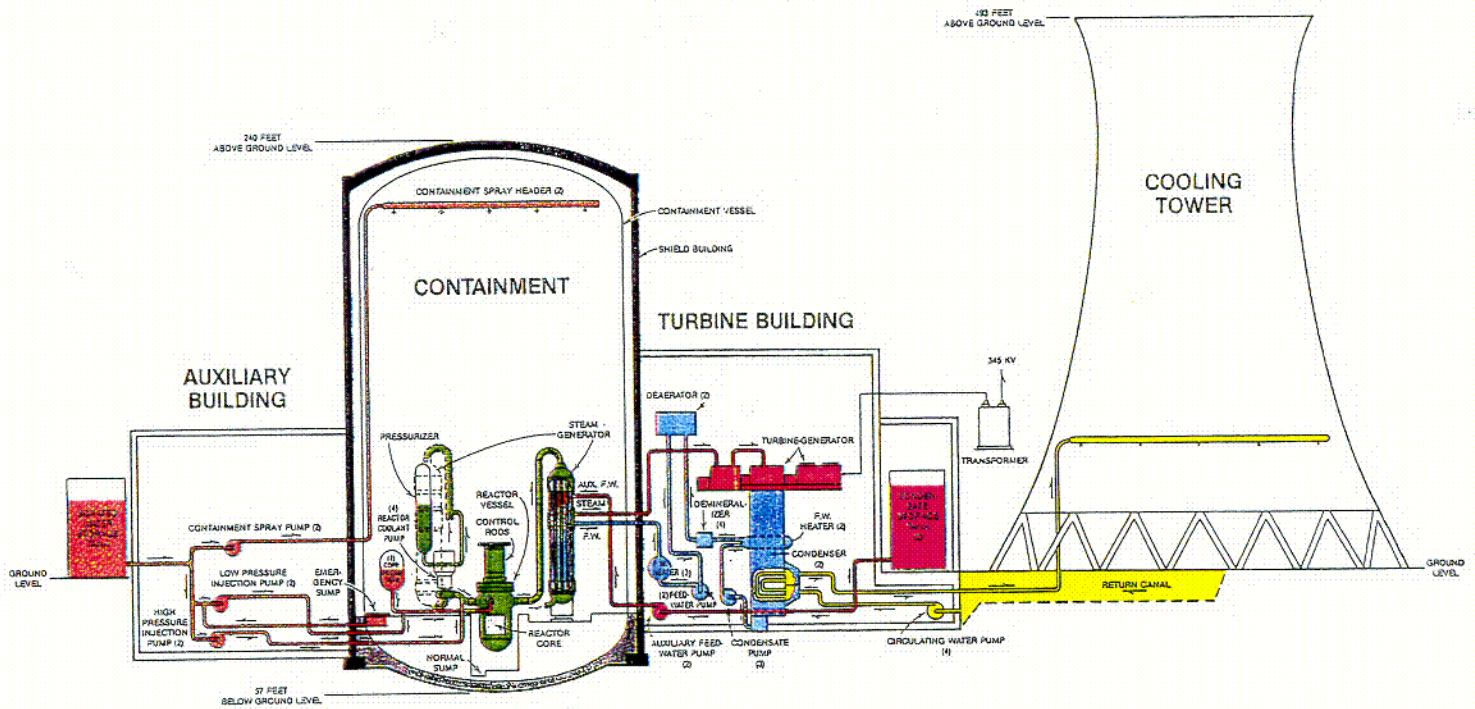 493 FEET
ABOVE GROUND LEVEL
240 FEET
ABOVE GROUND LEVEL
CONTAINMENT SPRAY HEADER (2)
CONTAINMENT VESSEL
SHIELD BUILDING
COOLING
TOWER
CONTAINMENT
TURBINE BUILDING
AUXILIARY
BUILDING
345 KV
DEAERATOR (2)
STEAM
GENERATOR
PRESSURIZER
TURBINE-GENERATOR
TRANSFORMER
AUX. F.W.
STEAM
F.W.
REACTOR
VESSEL
CONTROL
RODS
(4)
REACTOR
COOLANT
PUMP
DEMINERAL-
IZER
(4)
F.W.
HEATER (2)
CONDENSER
(2)
STORAGE
CONTAINMENT SPRAY PUMP (2)
LOW PRESSURE
INJECTION PUMP (2)
EMER-
GENCY
SUMP
HIGH
PRESSURE
INJECTION
PUMP (2)
GROUND
LEVEL
GROUND
LEVEL
RETURN CANAL
(2) FEED-
WATER PUMP
REACTOR
CORE
NORMAL
SUMP
AUXILIARY FEED-
WATER PUMP
(2)
CONDENSATE
PUMP
(3)
CIRCULATING WATER PUMP
(4)
37 FEET
BELOW GROUND LEVEL